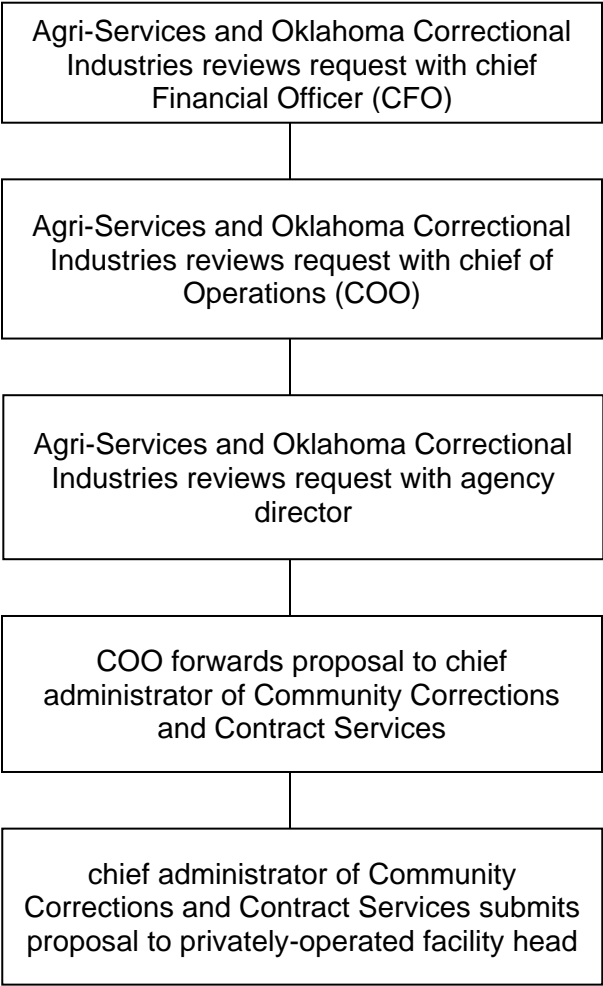 Agri-Services and Oklahoma Correctional
Industries reviews request with chief
Financial Officer (CFO)
Agri-Services and Oklahoma Correctional
Industries reviews request with chief of
Operations (COO)
Agri-Services and Oklahoma Correctional
Industries reviews request with agency
director
COO forwards proposal to chief
administrator of Community Corrections
and Contract Services
chief administrator of Community
Corrections and Contract Services submits
proposal to privately-operated facility head